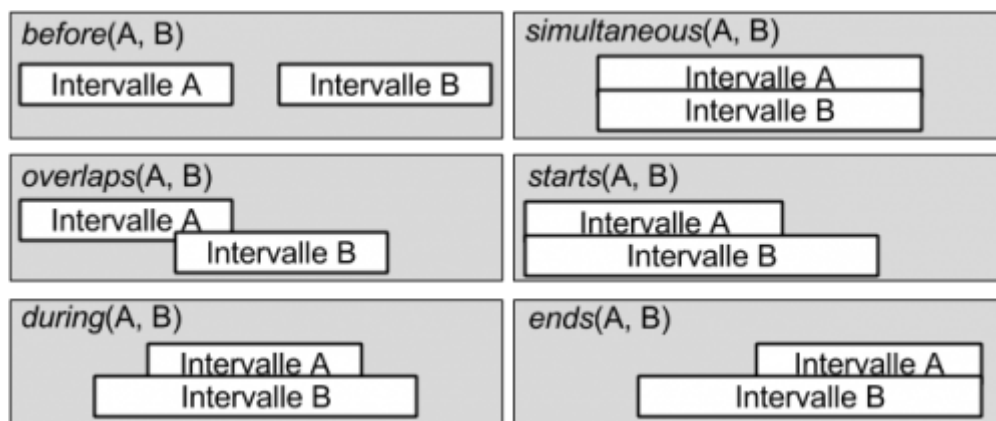 before(A, B)
Intervalle A
Intervalle B
simultaneous(A, B)
Intervalle A
Intervalle B
overlaps(A, B)
Intervalle A
Intervalle B
starts(A, B)
Intervalle A
Intervalle B
during(A, B)
Intervalle A
Intervalle B
ends(A, B)
Intervalle A
Intervalle B